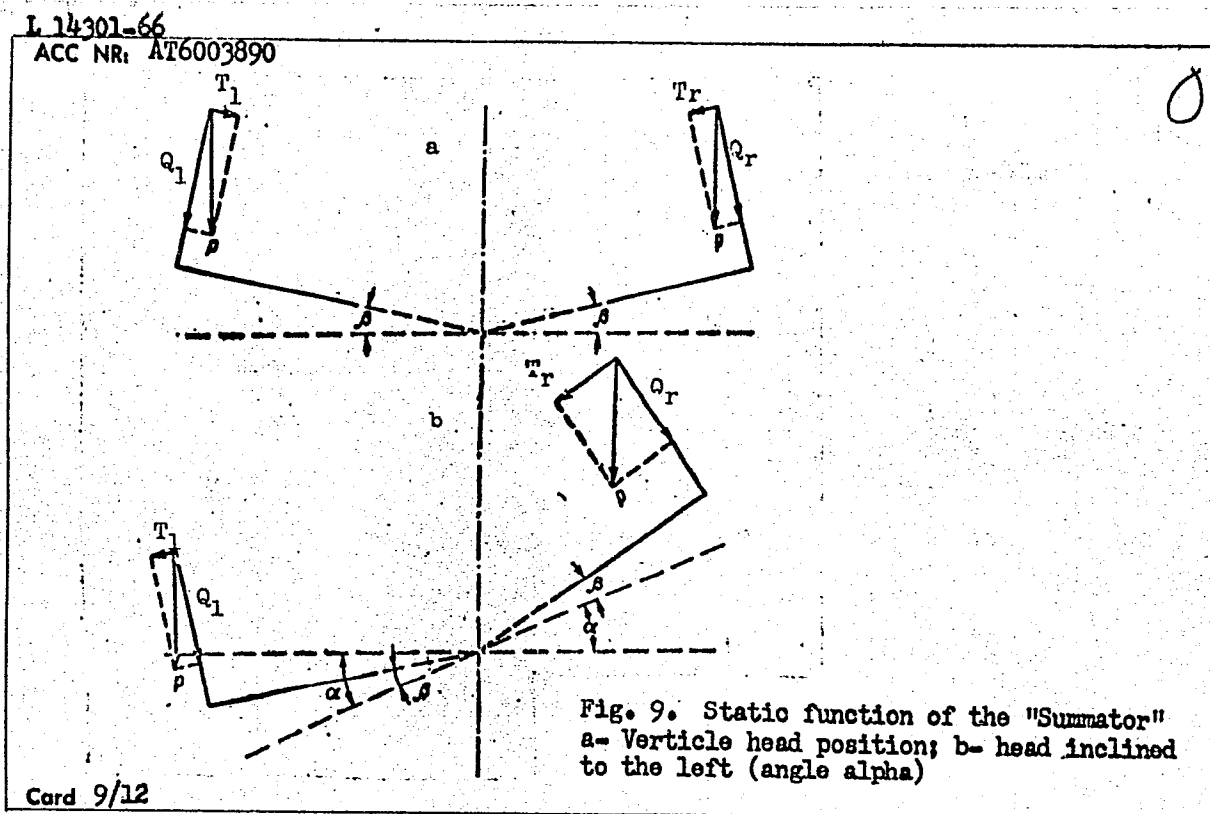 L 14301-66
ACC NR: AT6003890
T1
Tr
a
Q1
Qr
p
p
β
β
Tr
Qr
b
p
T1
Q1
β
α
p
α
β
Fig. 9. Static function of the "Summator"
a- Verticle head position; b- head inclined
to the left (angle alpha)
Card 9/12